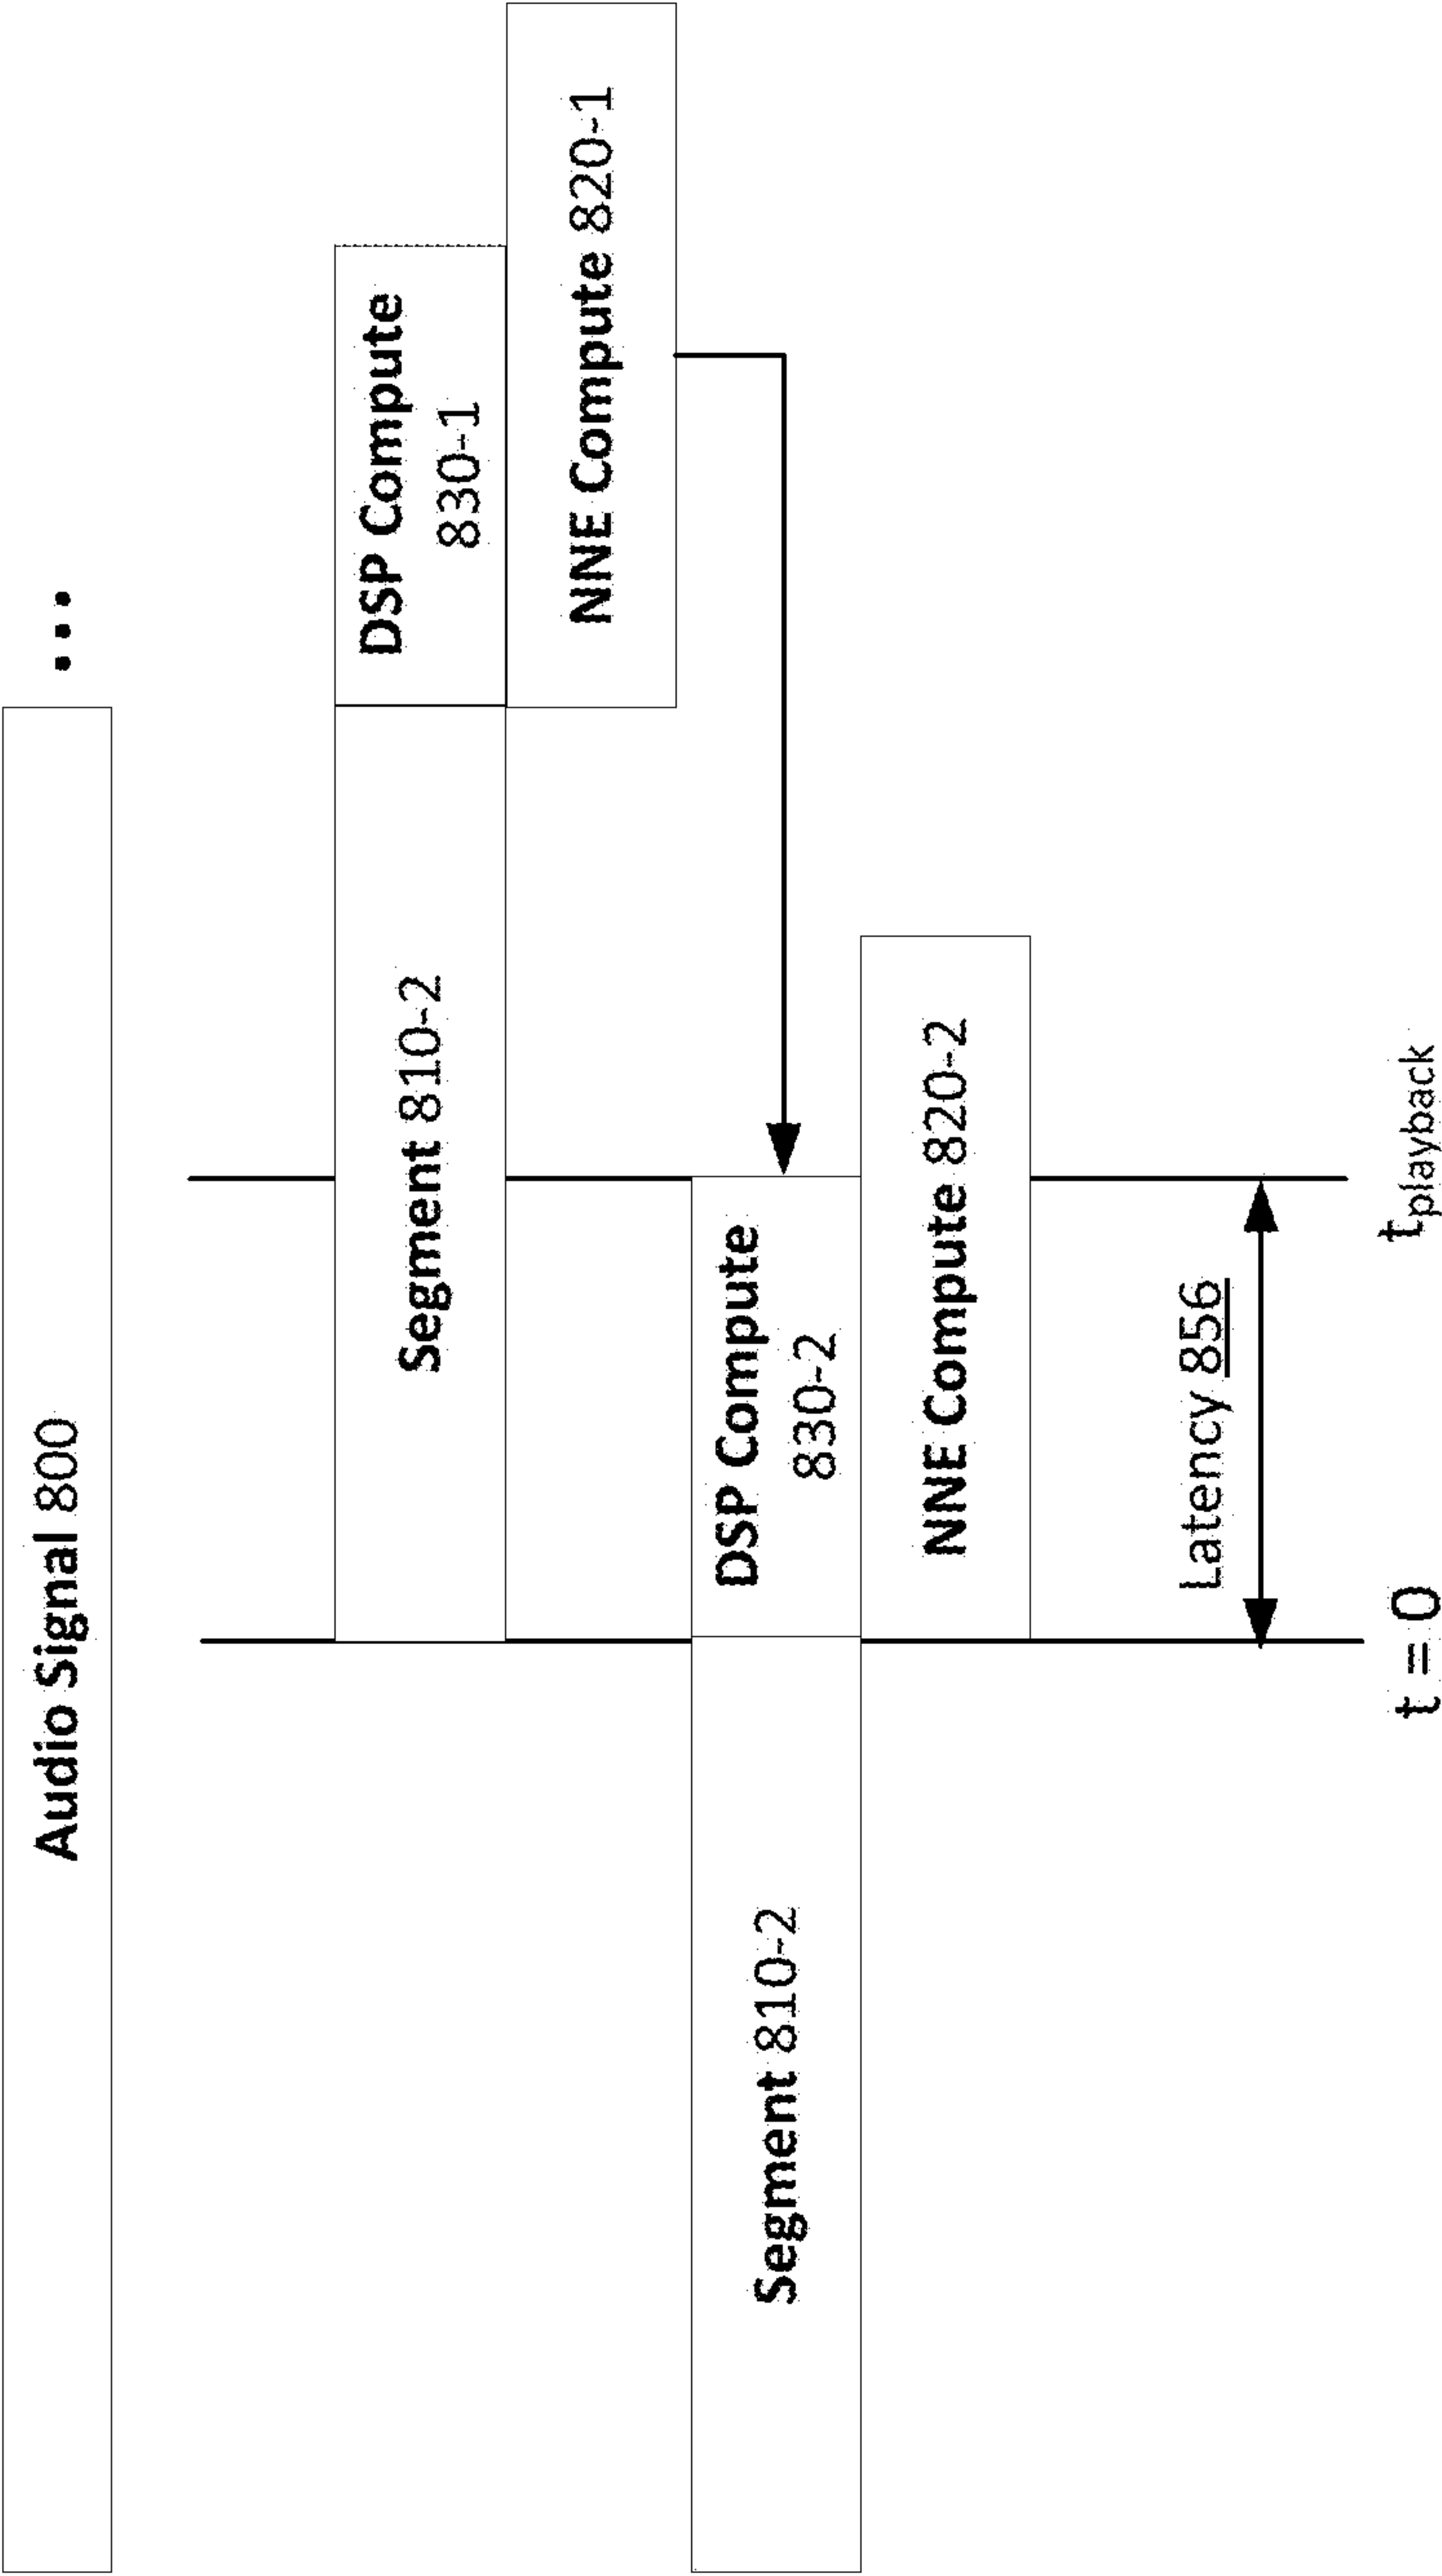 Audio Signal 800
...
Segment 810-2
DSP Compute
830-1
NNE Compute 820-1
Segment 810-2
DSP Compute
830-2
NNE Compute 820-2
Latency 856
t = 0
tplayback